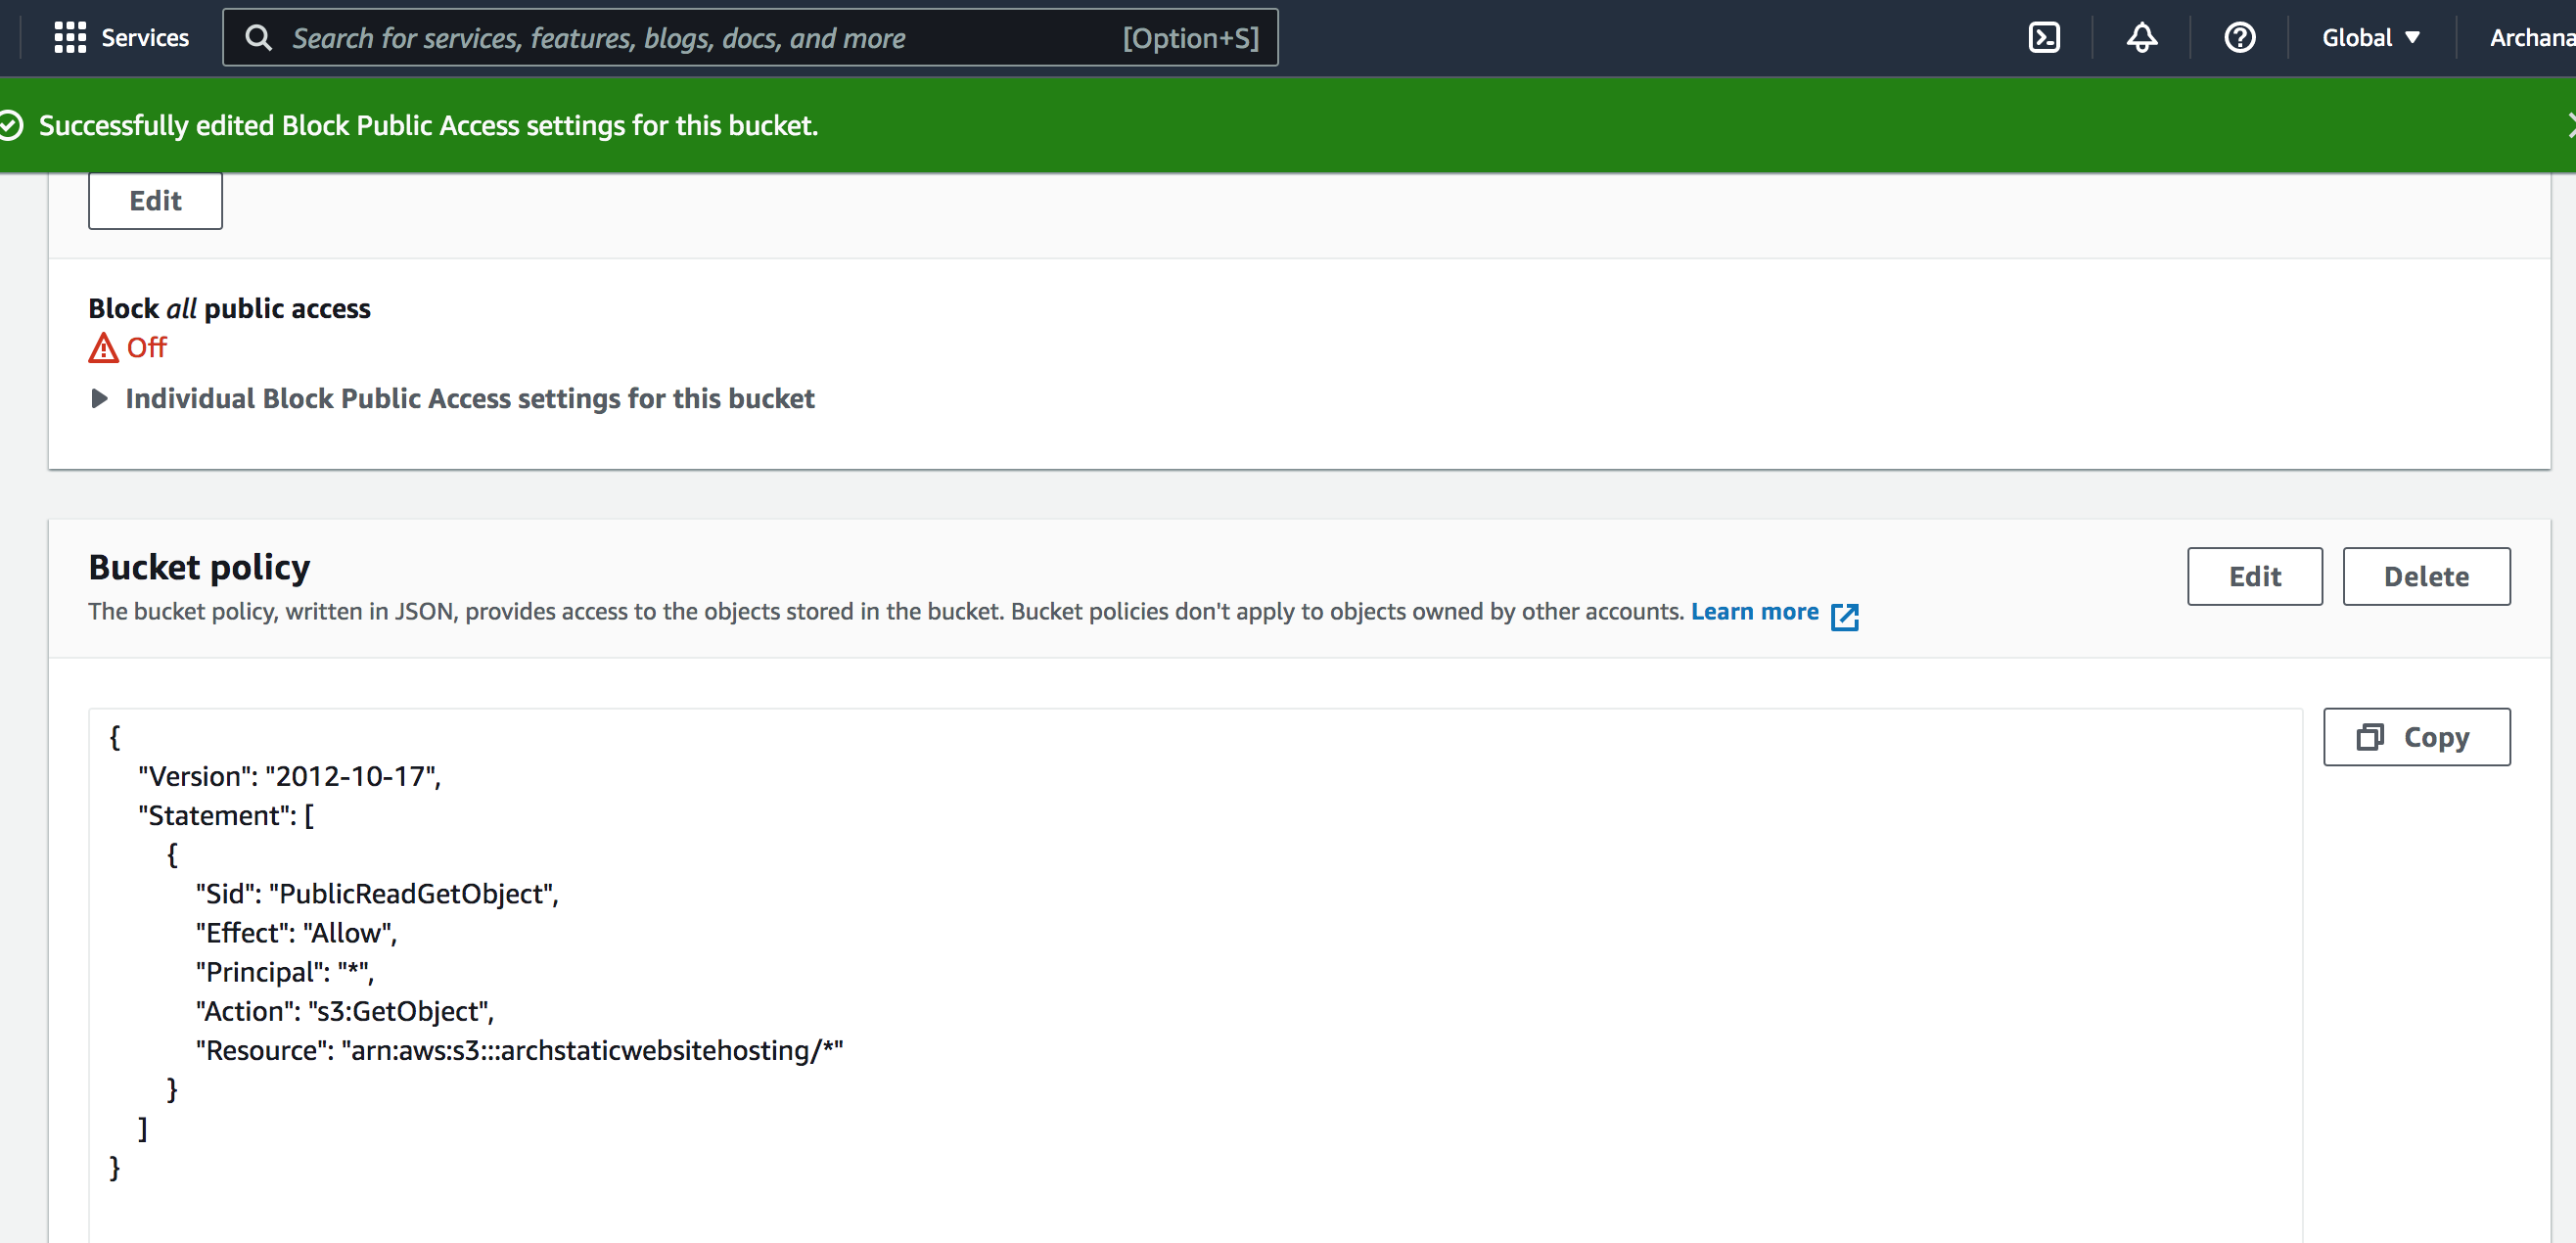 Services
Search for services, features, blogs, docs, and more [Option+S]
Global
Archana
Successfully edited Block Public Access settings for this bucket.
Edit
Block all public access
Off
Individual Block Public Access settings for this bucket
Bucket policy
Edit
Delete
The bucket policy, written in JSON, provides access to the objects stored in the bucket. Bucket policies don't apply to objects owned by other accounts. Learn more
Copy
{
"Version": "2012-10-17",
"Statement": [
{
"Sid": "PublicReadGetObject",
"Effect": "Allow",
"Principal": "*",
"Action": "s3:GetObject",
"Resource": "arn:aws:s3:::archstaticwebsitehosting/*"
}
]
}